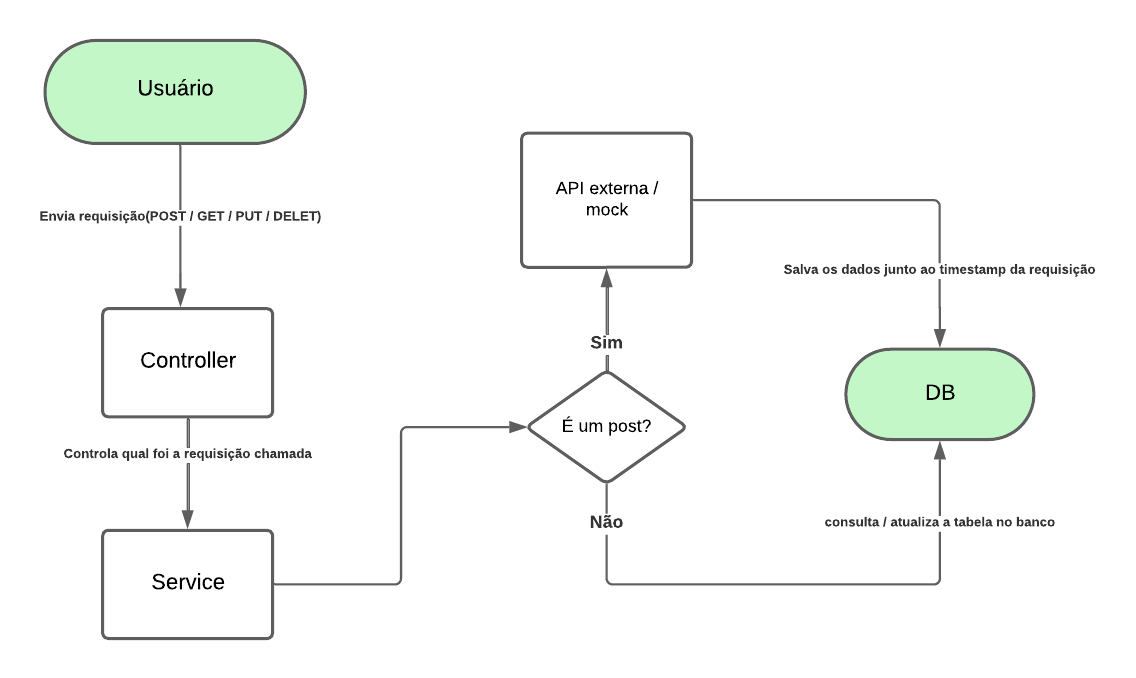 Usuário
Envia requisição(POST / GET / PUT / DELET)
Controller
Controla qual foi a requisição chamada
Service
É um post?
Sim
API externa /
mock
Salva os dados junto ao timestamp da requisição
DB
Não
consulta / atualiza a tabela no banco